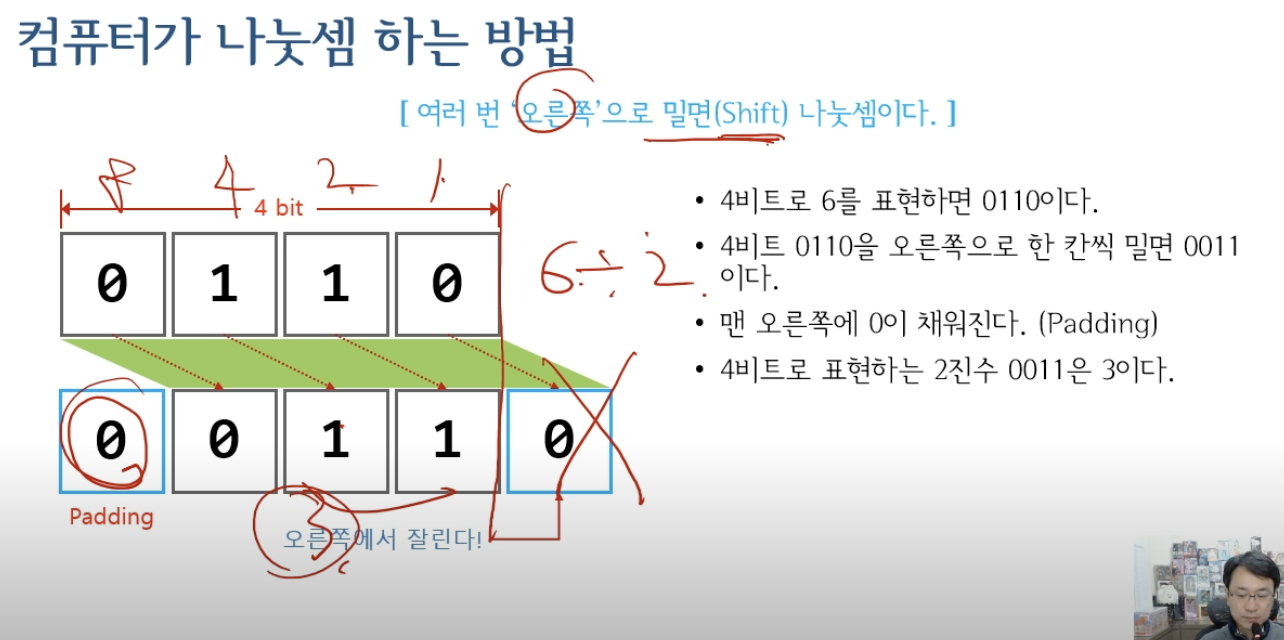 컴퓨터가 나눗셈 하는 방법
[ 여러 번 ‘오른쪽’으로 밀면(Shift) 나눗셈이다. ]
8 4 2 1
4 bit
0 1 1 0
6÷2
0 0 1 1 0
Padding
3
오른쪽에서 잘린다!
• 4비트로 6를 표현하면 0110이다.
• 4비트 0110을 오른쪽으로 한 칸씩 밀면 0011
이다.
• 맨 오른쪽에 0이 채워진다. (Padding)
• 4비트로 표현하는 2진수 0011은 3이다.